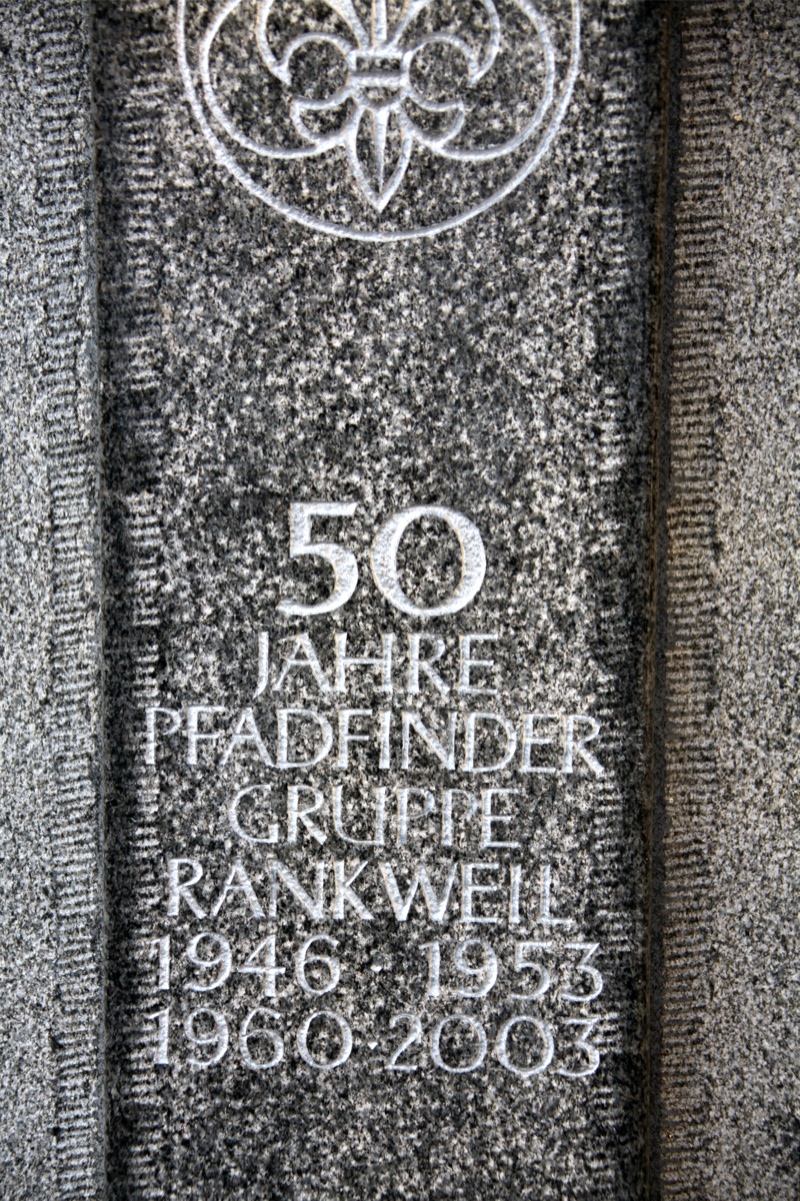 50
JAHRE
PFADFINDER
GRUPPE
RANKWEIL
1946 · 1953
1960 · 2003